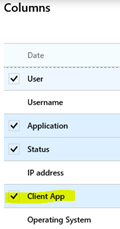 Columns
Date
User
Username
Application
Status
IP address
Client App
Operating System